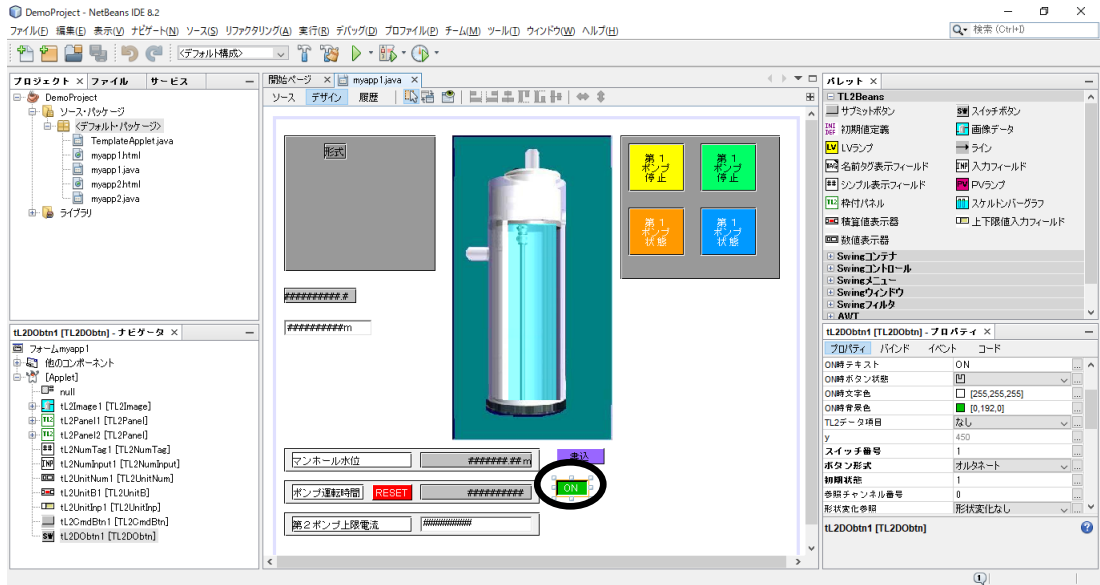 DemoProject - NetBeans IDE 8.2
ファイル(F) 編集(E) 表示(V) ナビゲート(N) ソース(S) リファクタリング(A) 実行(R) デバッグ(D) プロファイル(P) チーム(M) ツール(T) ウィンドウ(W) ヘルプ(H)
検索 (Ctrl+I)
<デフォルト構成>
プロジェクト × ファイル サービス
DemoProject
ソース・パッケージ
<デフォルト・パッケージ>
TemplateApplet.java
myapp1.html
myapp1.java
myapp2.html
myapp2.java
ライブラリ
tL2DObtn1 [TL2DObtn] - ナビゲータ ×
フォームmyapp1
他のコンポーネント
[Applet]
null
tL2Image1 [TL2Image]
tL2Panel1 [TL2Panel]
tL2Panel2 [TL2Panel]
tL2NumTag1 [TL2NumTag]
tL2NumInput1 [TL2NumInput]
tL2UnitNum1 [TL2UnitNum]
tL2UnitB1 [TL2UnitB]
tL2UnitInp1 [TL2UnitInp]
tL2CmdBtn1 [TL2CmdBtn]
tL2DObtn1 [TL2DObtn]
開始ページ × myapp1.java ×
ソース デザイン 履歴
形式
第１
ポンプ
停止
第１
ポンプ
停止
第１
ポンプ
状態
第１
ポンプ
状態
##########.#
##########m
マンホール水位 #######.##m 書込
ポンプ運転時間 RESET ########## ON
第２ポンプ上限電流 ##########
パレット ×
TL2Beans
サブミットボタン スイッチボタン
初期値定義 画像データ
LVランプ ライン
名前タグ表示フィールド 入力フィールド
シンプル表示フィールド PVランプ
枠付パネル スケルトンバーグラフ
積算値表示器 上下限値入力フィールド
数値表示器
Swingコンテナ
Swingコントロール
Swingメニュー
Swingウィンドウ
Swingフィルタ
AWT
tL2DObtn1 [TL2DObtn] - プロパティ ×
プロパティ バインド イベント コード
ON時テキスト ON
ON時ボタン状態 凹
ON時文字色 [255,255,255]
ON時背景色 [0,192,0]
TL2データ項目 なし
y 450
スイッチ番号 1
ボタン形式 オルタネート
初期状態 1
参照チャンネル番号 0
形状変化参照 形状変化なし
tL2DObtn1 [TL2DObtn]